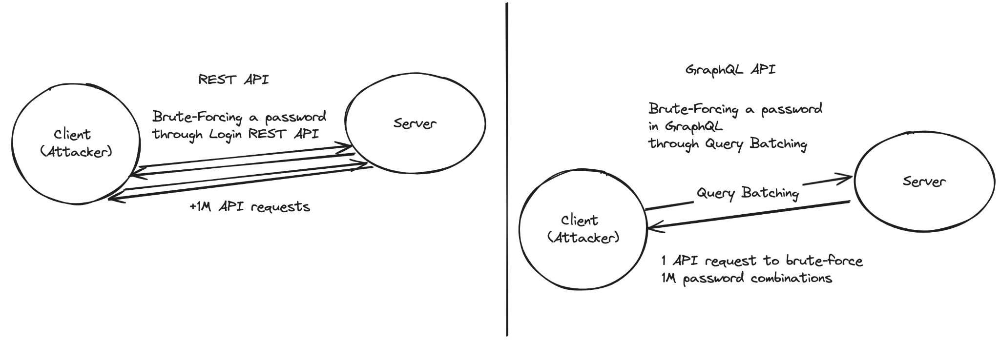 REST API
Brute-Forcing a password
through Login REST API
Client
(Attacker)
Server
+1M API requests
GraphQL API
Brute-Forcing a password
in GraphQL
through Query Batching
Query Batching
Server
Client
(Attacker)
1 API request to brute-force
1M password combinations